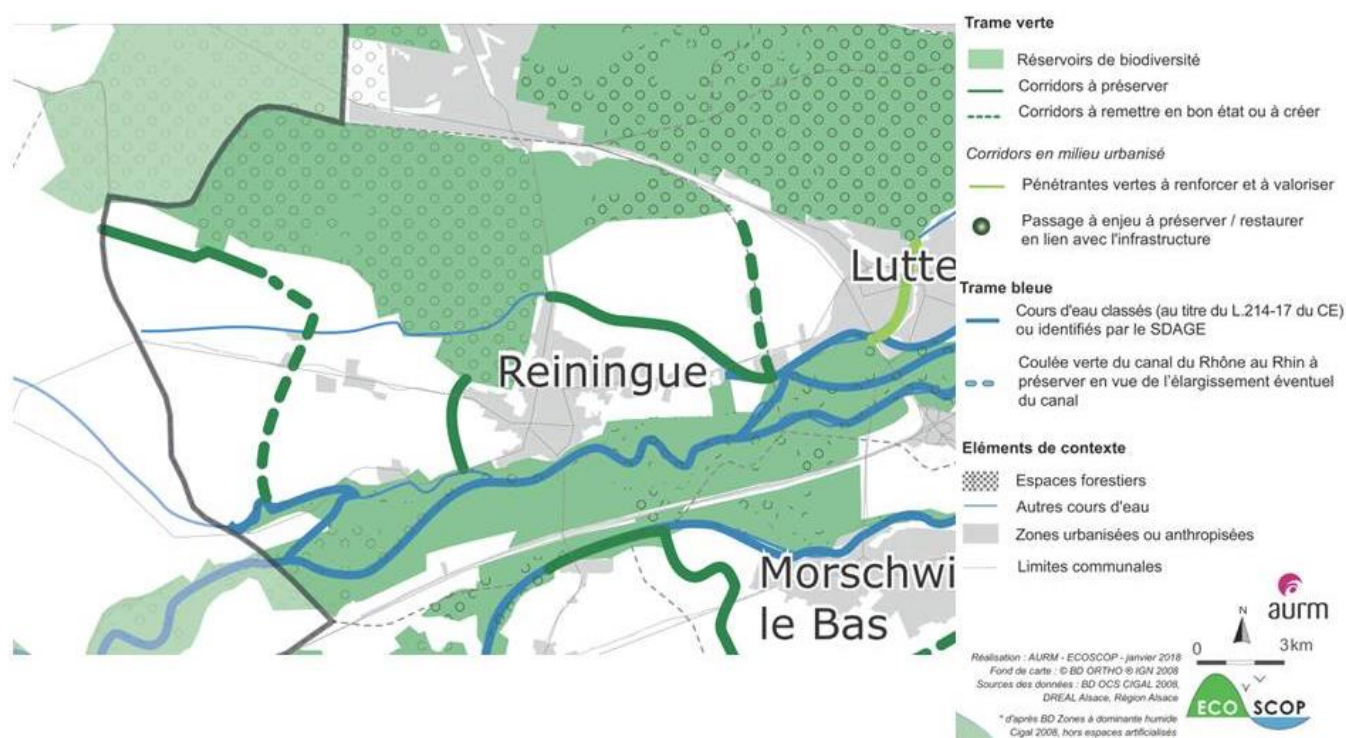 Lutte
Reiningue
Morschwi
le Bas
Trame verte
Réservoirs de biodiversité
Corridors à préserver
Corridors à remettre en bon état ou à créer
Corridors en milieu urbanisé
Pénétrantes vertes à renforcer et à valoriser
Passage à enjeu à préserver / restaurer
en lien avec l'infrastructure
Trame bleue
Cours d'eau classés (au titre du L.214-17 du CE)
ou identifiés par le SDAGE
Coulée verte du canal du Rhône au Rhin à
préserver en vue de l'élargissement éventuel
du canal
Eléments de contexte
Espaces forestiers
Autres cours d'eau
Zones urbanisées ou anthropisées
Limites communales
aurm
N
0 3km
Réalisation : AURM - ECOSCOP - janvier 2018
Fond de carte : © BD ORTHO ® IGN 2008
Sources des données : BD OCS CIGAL 2008,
DREAL Alsace, Région Alsace
ECO SCOP
* d'après BD Zones à dominante humide
Cigal 2008, hors espaces artificialisés